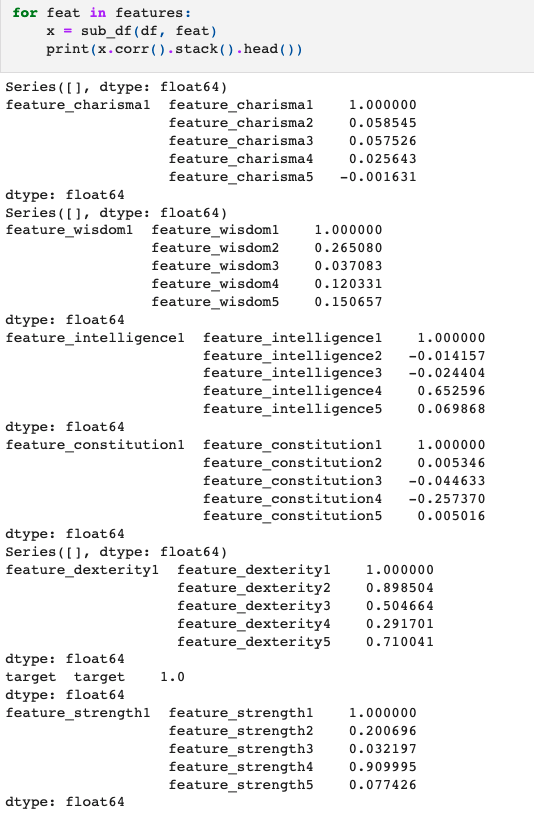 for feat in features:
    x = sub_df(df, feat)
    print(x.corr().stack().head())
Series([], dtype: float64)
feature_charisma1  feature_charisma1    1.000000
                   feature_charisma2    0.058545
                   feature_charisma3    0.057526
                   feature_charisma4    0.025643
                   feature_charisma5   -0.001631
dtype: float64
Series([], dtype: float64)
feature_wisdom1  feature_wisdom1    1.000000
                 feature_wisdom2    0.265080
                 feature_wisdom3    0.037083
                 feature_wisdom4    0.120331
                 feature_wisdom5    0.150657
dtype: float64
feature_intelligence1  feature_intelligence1    1.000000
                       feature_intelligence2   -0.014157
                       feature_intelligence3   -0.024404
                       feature_intelligence4    0.652596
                       feature_intelligence5    0.069868
dtype: float64
feature_constitution1  feature_constitution1    1.000000
                       feature_constitution2    0.005346
                       feature_constitution3   -0.044633
                       feature_constitution4   -0.257370
                       feature_constitution5    0.005016
dtype: float64
Series([], dtype: float64)
feature_dexterity1  feature_dexterity1    1.000000
                    feature_dexterity2    0.898504
                    feature_dexterity3    0.504664
                    feature_dexterity4    0.291701
                    feature_dexterity5    0.710041
dtype: float64
target  target    1.0
dtype: float64
feature_strength1  feature_strength1    1.000000
                   feature_strength2    0.200696
                   feature_strength3    0.032197
                   feature_strength4    0.909995
                   feature_strength5    0.077426
dtype: float64